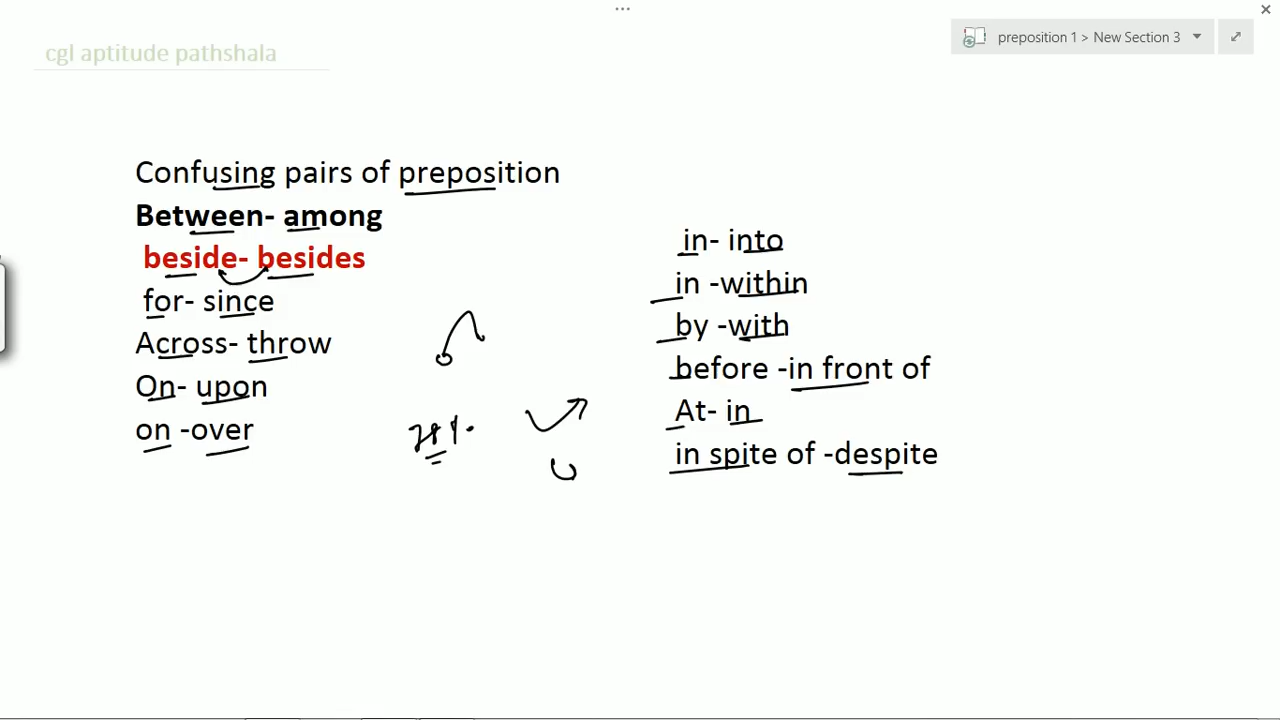 cgl aptitude pathshala
preposition 1 > New Section 3
Confusing pairs of preposition
Between- among
beside- besides
for- since
Across- throw
On- upon
on -over
in- into
in -within
by -with
before -in front of
At- in
in spite of -despite